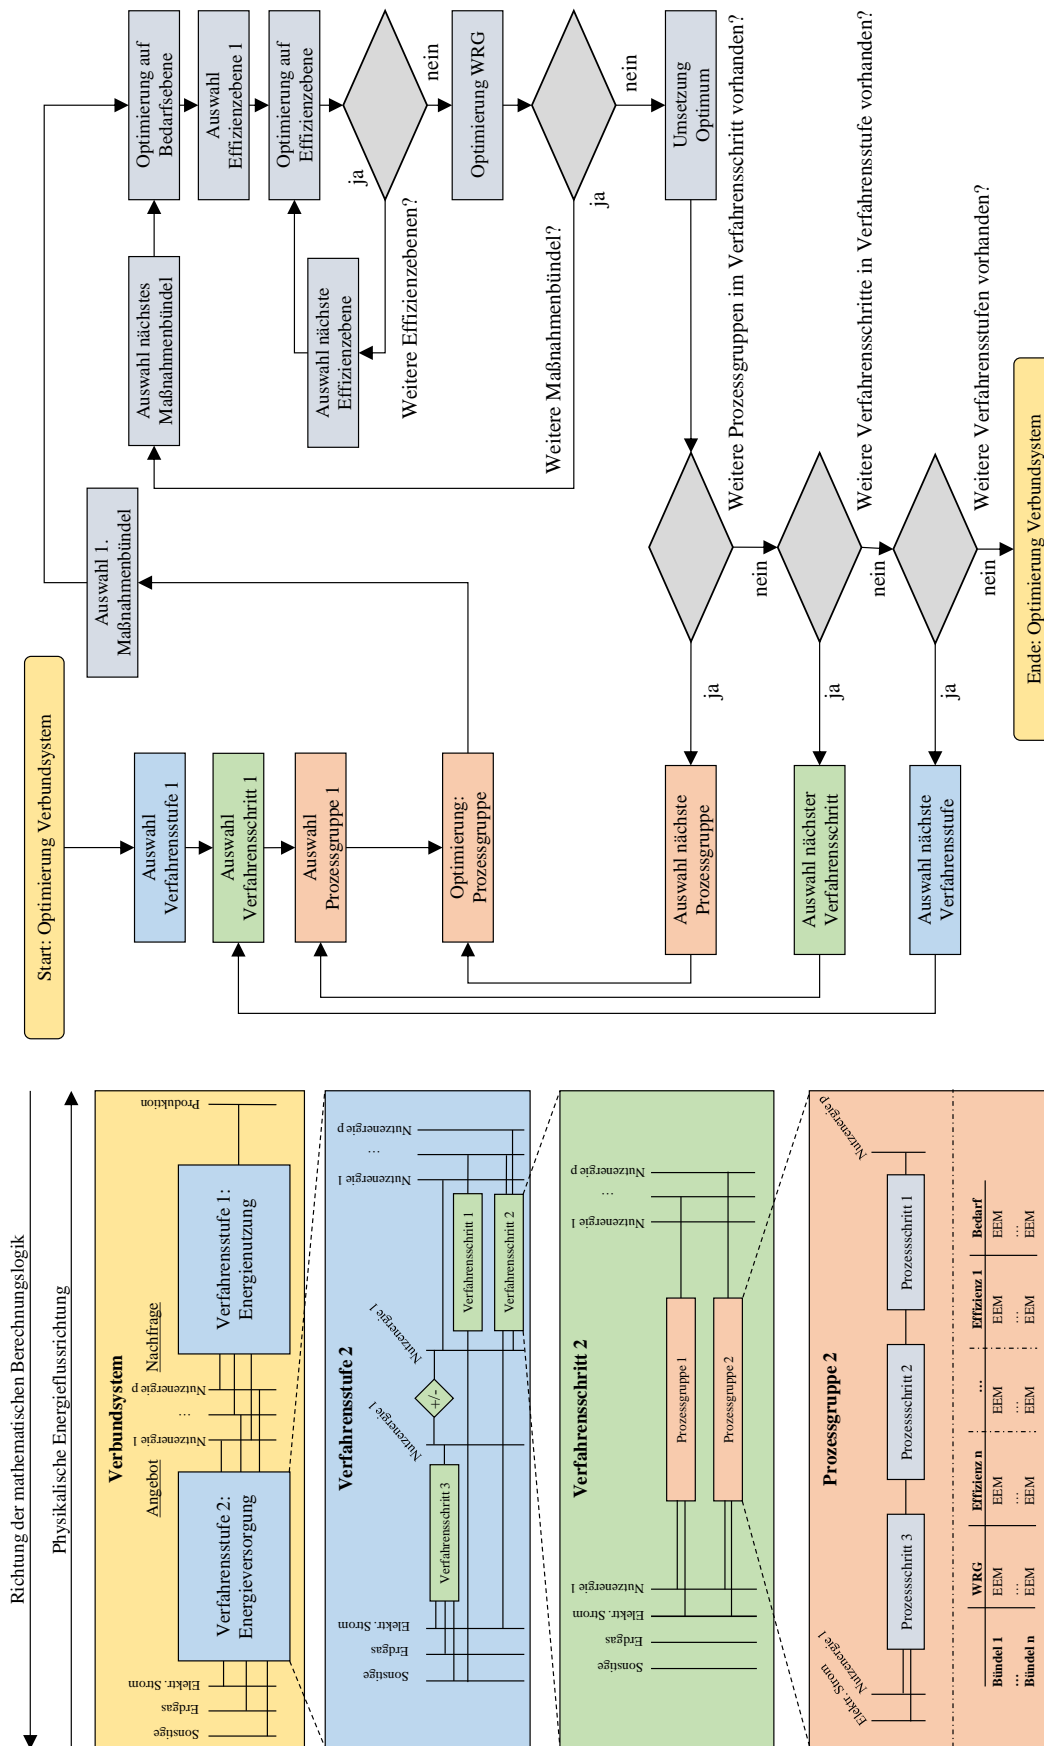 Richtung der mathematischen Berechnungslogik
Physikalische Energieflussrichtung
Verbundsystem
Angebot
Nachfrage
Sonstige
Erdgas
Elektr. Strom
Verfahrensstufe 2:
Energieversorgung
Nutzenergie 1
...
Nutzenergie p
Verfahrensstufe 1:
Energienutzung
Produktion
Verfahrensstufe 2
Sonstige
Erdgas
Elektr. Strom
Verfahrensschritt 3
Nutzenergie 1
+/-
Nutzenergie 1
Verfahrensschritt 1
Verfahrensschritt 2
Nutzenergie 1
...
Nutzenergie p
Verfahrensschritt 2
Sonstige
Erdgas
Elektr. Strom
Nutzenergie 1
Prozessgruppe 1
Prozessgruppe 2
Nutzenergie 1
...
Nutzenergie p
Prozessgruppe 2
Elektr. Strom
Nutzenergie 1
Prozessschritt 3
Prozessschritt 2
Prozessschritt 1
Nutzenergie p
WRG Effizienz n ... Effizienz 1 Bedarf
Bündel 1 EEM EEM EEM EEM EEM
... ... ... ... ... ...
Bündel n EEM EEM EEM EEM EEM
Start: Optimierung Verbundsystem
Auswahl
Verfahrensstufe 1
Auswahl
Verfahrensschritt 1
Auswahl
Prozessgruppe 1
Optimierung:
Prozessgruppe
Auswahl 1.
Maßnahmenbündel
Optimierung auf
Bedarfsebene
Auswahl
Effizienzebene 1
Optimierung auf
Effizienzebene
Auswahl nächstes
Maßnahmenbündel
Auswahl nächste
Effizienzebene
ja
nein
Weitere Effizienzebenen?
Optimierung WRG
Weitere Maßnahmenbündel?
ja
nein
Umsetzung
Optimum
Weitere Prozessgruppen im Verfahrensschritt vorhanden?
ja
nein
Auswahl nächste
Prozessgruppe
Weitere Verfahrensschritte in Verfahrensstufe vorhanden?
ja
nein
Auswahl nächster
Verfahrensschritt
Weitere Verfahrensstufen vorhanden?
ja
nein
Auswahl nächste
Verfahrensstufe
Ende: Optimierung Verbundsystem